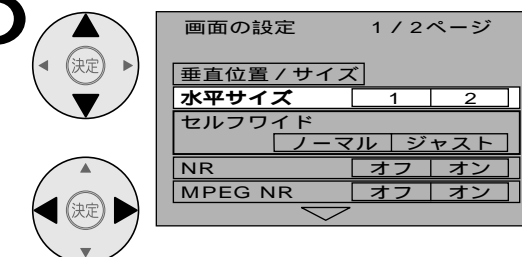 画面の設定 1/2ページ
決定
垂直位置/サイズ
水平サイズ 1 2
セルフワイド
ノーマル ジャスト
NR オフ オン
MPEG NR オフ オン
決定